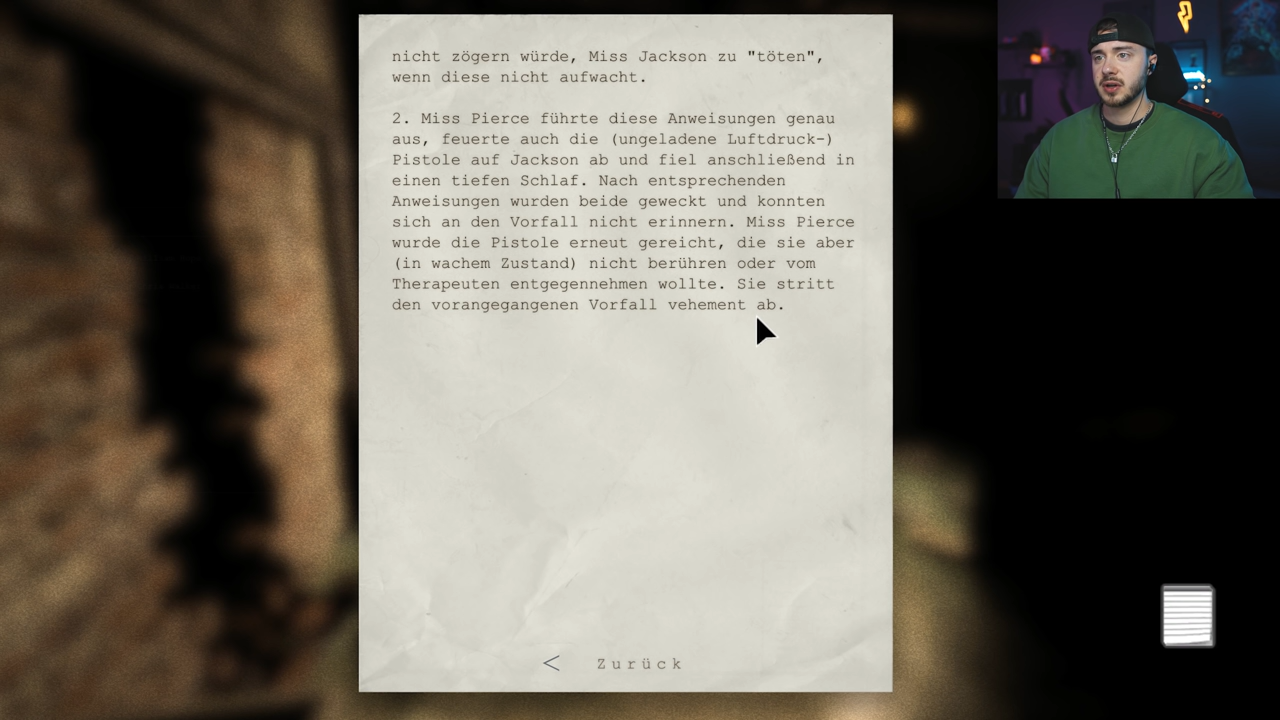 nicht zögern würde, Miss Jackson zu "töten",
wenn diese nicht aufwacht.
2. Miss Pierce führte diese Anweisungen genau
aus, feuerte auch die (ungeladene Luftdruck-)
Pistole auf Jackson ab und fiel anschließend in
einen tiefen Schlaf. Nach entsprechenden
Anweisungen wurden beide geweckt und konnten
sich an den Vorfall nicht erinnern. Miss Pierce
wurde die Pistole erneut gereicht, die sie aber
(in wachem Zustand) nicht berühren oder vom
Therapeuten entgegennehmen wollte. Sie stritt
den vorangegangenen Vorfall vehement ab.
< Zurück